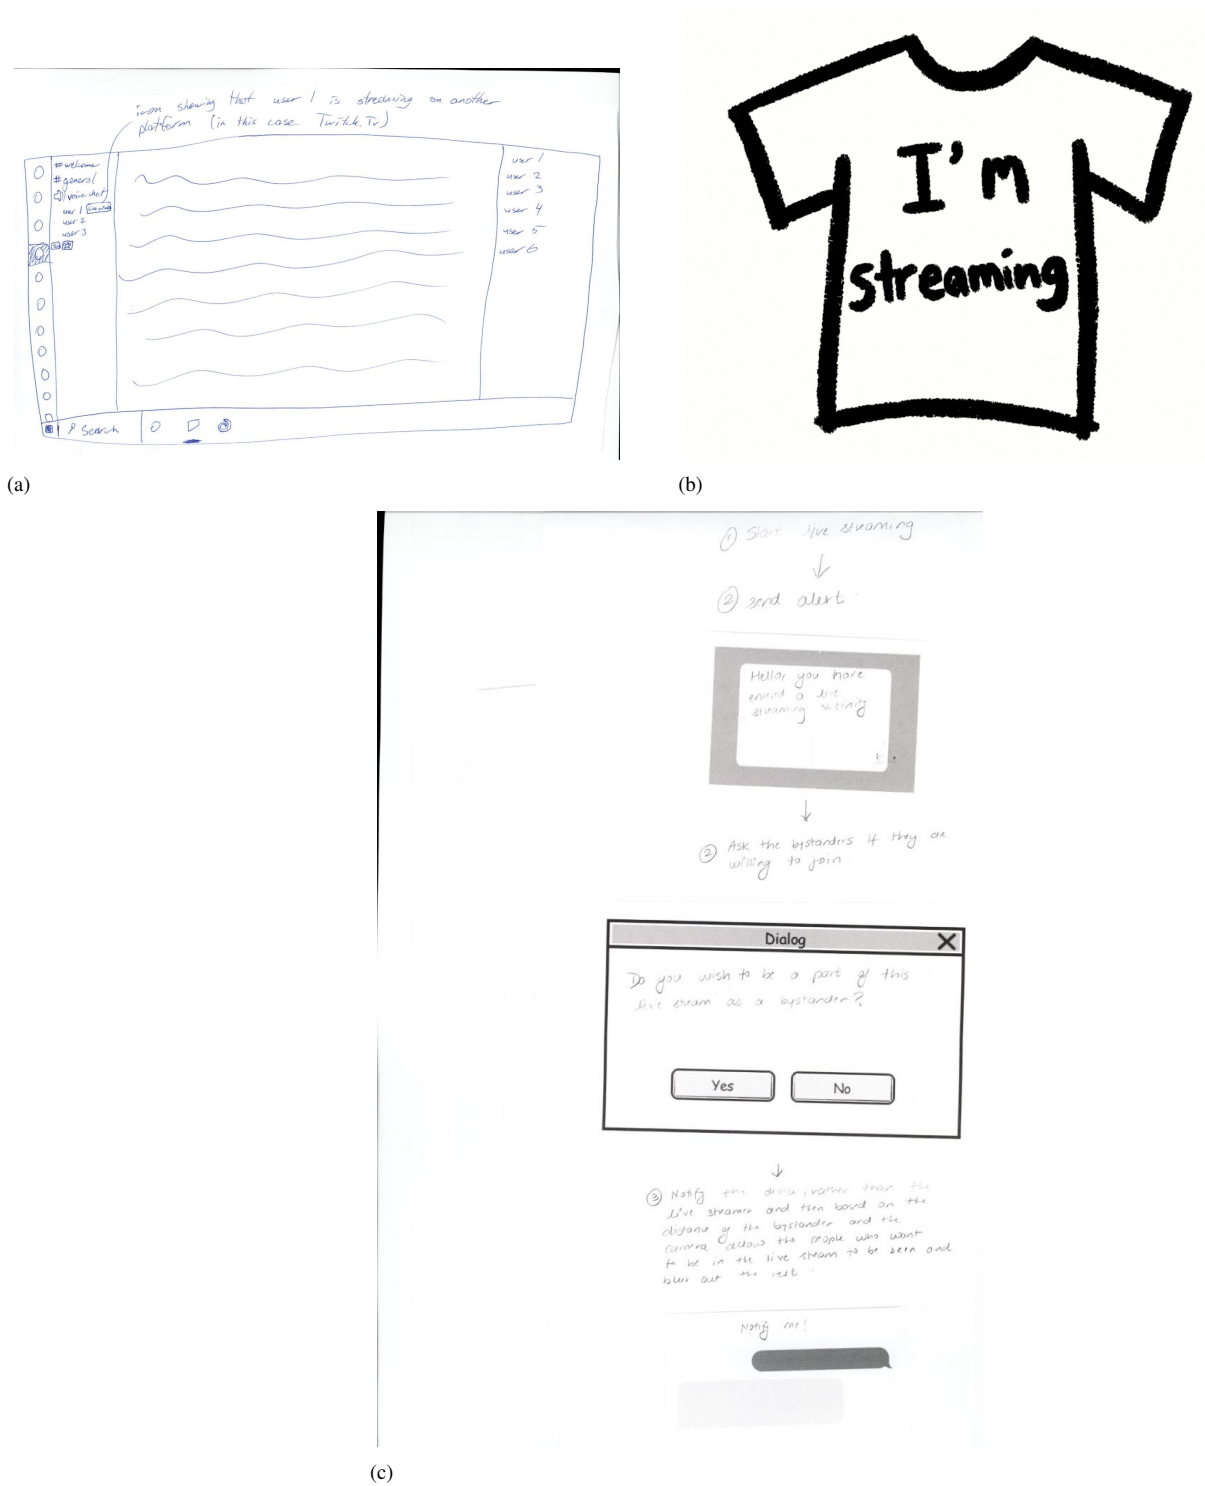 icon showing that user 1 is streaming on another
platform (in this case Twitch.Tv)
#welcome
#general
voice chat
user 1
user 2
user 3
user 1
user 2
user 3
user 4
user 5
user 6
Search
(a)
I'm
streaming
(b)
① Start live streaming
② send alert
Hello, you have
entered a live
streaming vicinity
② Ask the bystanders if they are
willing to join
Dialog
Do you wish to be a part of this
live stream as a bystander?
Yes
No
③ Notify the device rather than the
live streamer and then based on the
distance of the bystander and the
camera allow the people who want
to be in the live stream to be seen and
blur out the rest
Notify me!
(c)